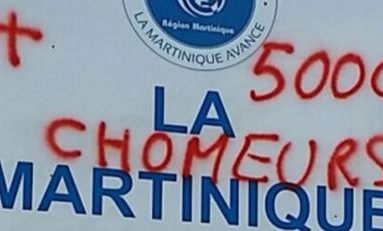 Région Martinique
LA MARTINIQUE AVANCE
+ 5000
LA
CHOMEURS
MARTINIQUE